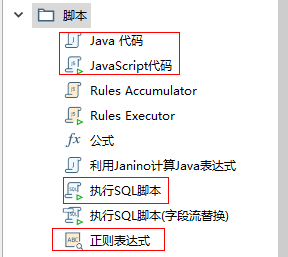 脚本
Java 代码
JavaScript代码
Rules Accumulator
Rules Executor
fx 公式
利用Janino计算Java表达式
执行SQL脚本
执行SQL脚本(字段流替换)
正则表达式